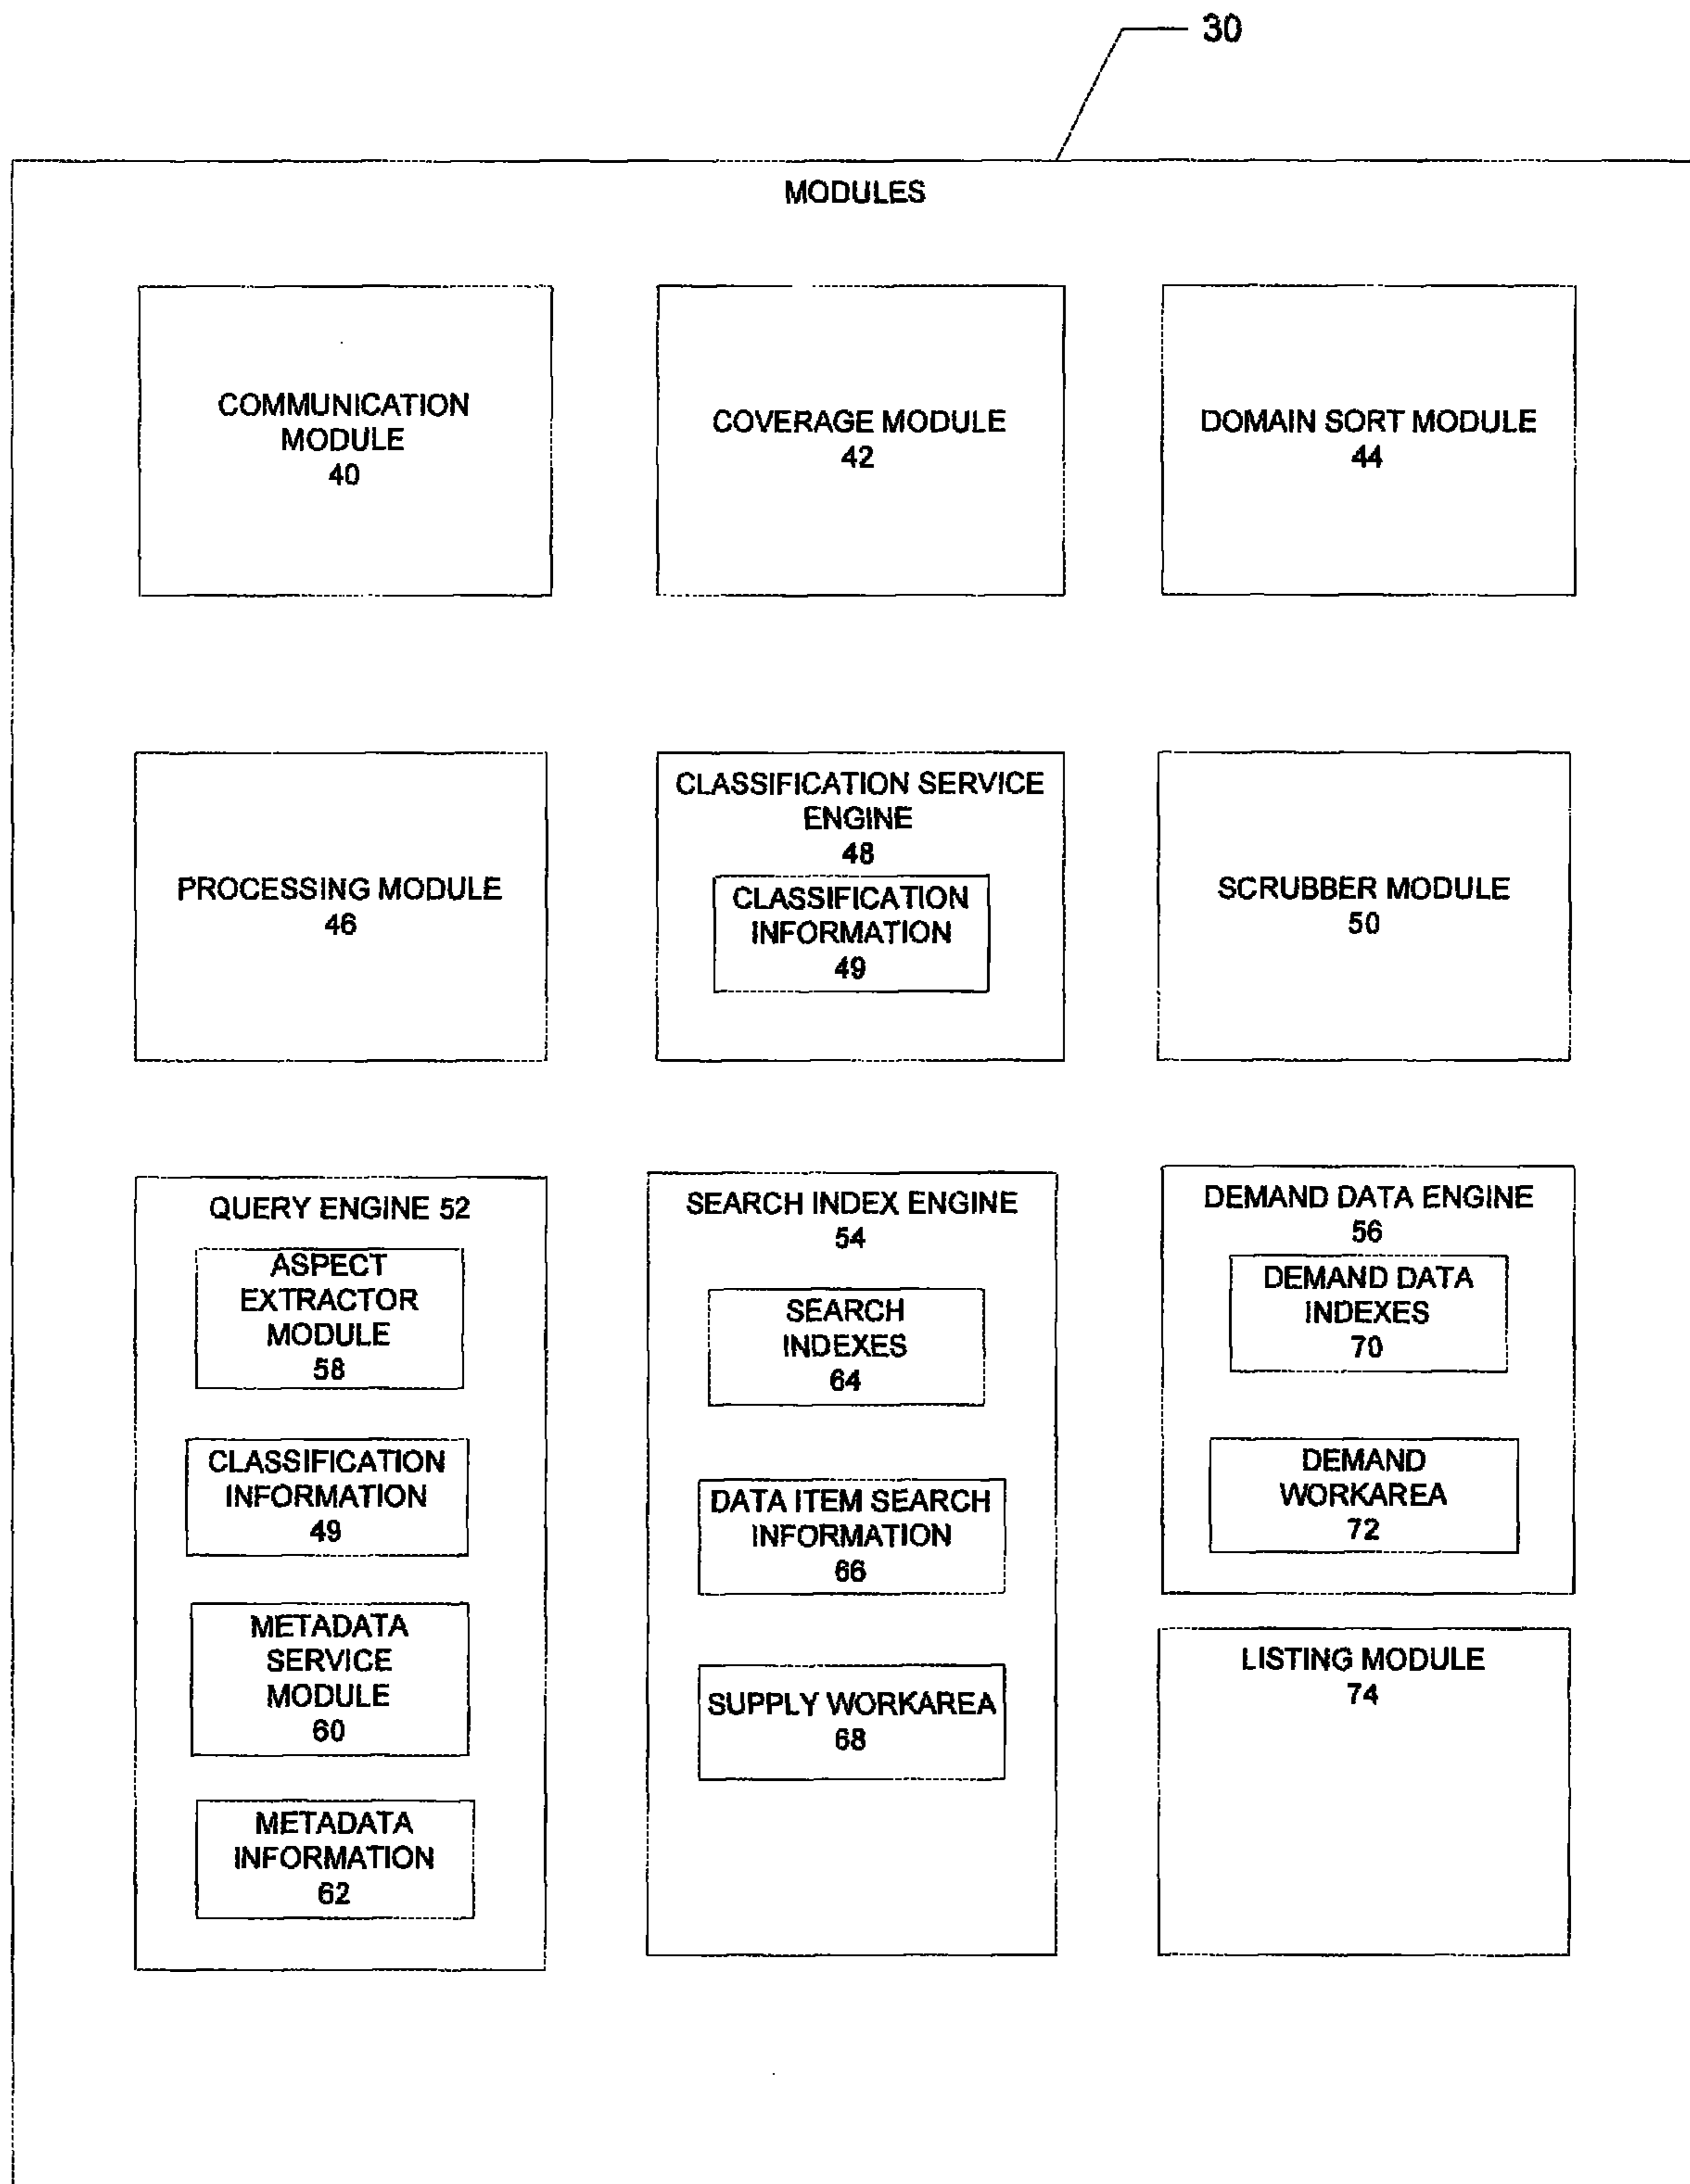 30
MODULES
COMMUNICATION
MODULE
40
COVERAGE MODULE
42
DOMAIN SORT MODULE
44
PROCESSING MODULE
46
CLASSIFICATION SERVICE
ENGINE
48
CLASSIFICATION
INFORMATION
49
SCRUBBER MODULE
50
QUERY ENGINE 52
ASPECT
EXTRACTOR
MODULE
58
CLASSIFICATION
INFORMATION
49
METADATA
SERVICE
MODULE
60
METADATA
INFORMATION
62
SEARCH INDEX ENGINE
54
SEARCH
INDEXES
64
DATA ITEM SEARCH
INFORMATION
66
SUPPLY WORKAREA
68
DEMAND DATA ENGINE
56
DEMAND DATA
INDEXES
70
DEMAND
WORKAREA
72
LISTING MODULE
74